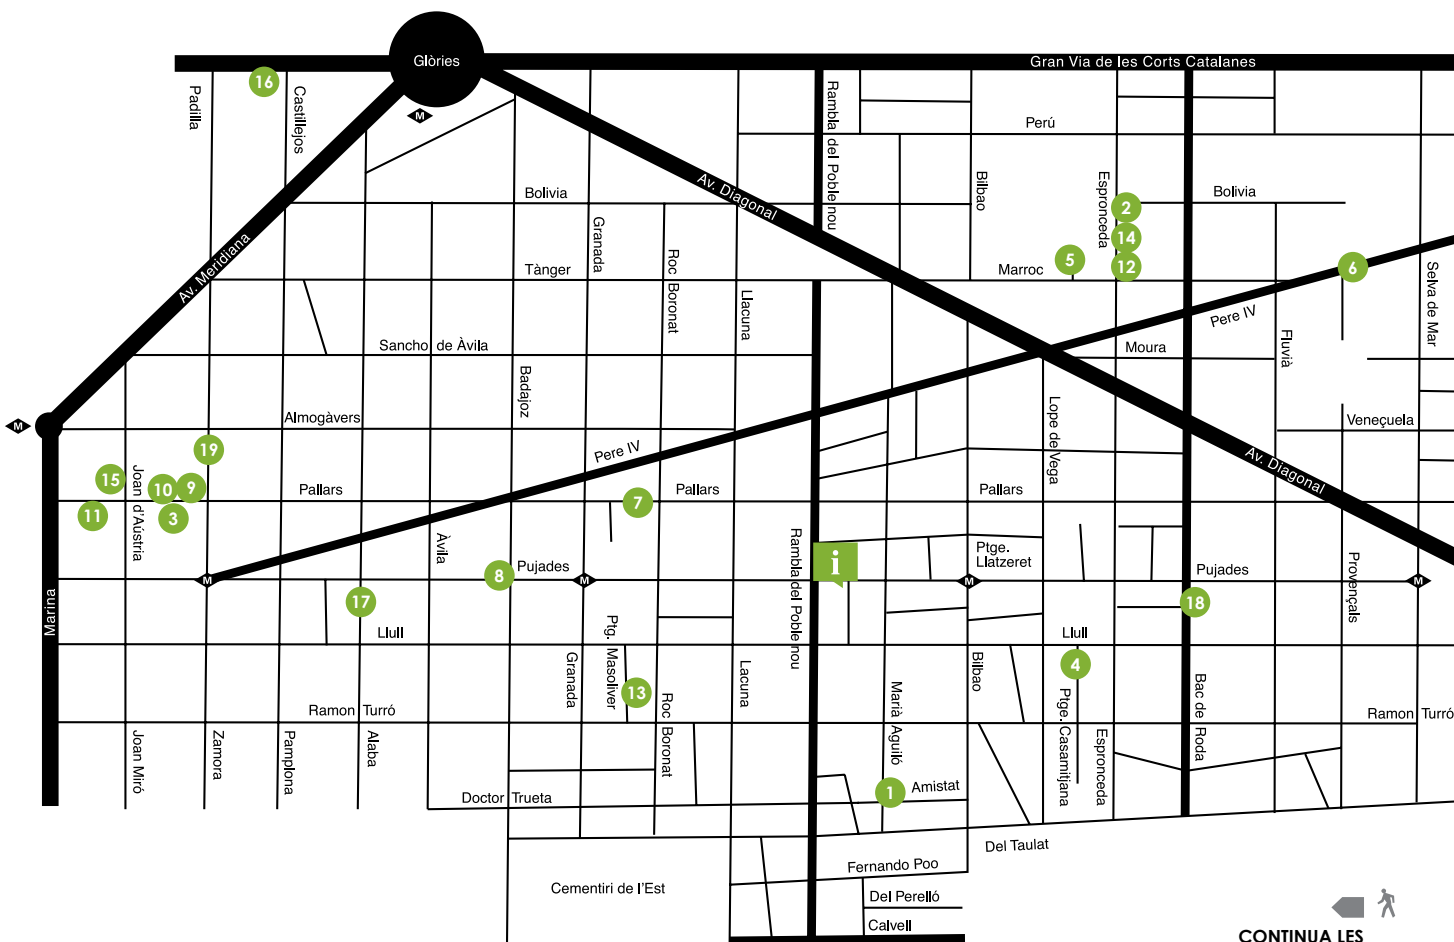 Glòries
Gran Via de les Corts Catalanes
16
Padilla
Castillejos
M
Rambla del Poblenou
Perú
Av. Diagonal
Bilbao
Espronceda
Bolivia
Bolivia
2
Granada
14
Av. Meridiana
Roc Boronat
Tànger
5
Marroc
12
6
Selva de Mar
Llacuna
Pere IV
Fluvià
Sancho de Àvila
Moura
Badajoz
Lope de Vega
M
Almogàvers
Veneçuela
19
Pere IV
Av. Diagonal
15
Joan d'Aústria
10
9
Pallars
7
Pallars
Pallars
11
3
Àvila
Rambla del Poblenou
i
Ptge.
Llatzeret
Provençals
M
8
Pujades
M
M
Pujades
M
Marina
17
18
Llull
Llull
Ptg. Masoliver
Granada
Lacuna
Bilbao
4
13
Marià Aguiló
Ptge. Casamitjana
Bac de Roda
Roc Boronat
Ramon Turró
Ramon Turró
Joan Miró
Zamora
Pamplona
Alaba
Espronceda
1
Amistat
Doctor Trueta
Del Taulat
Fernando Poo
Cementiri de l'Est
Del Perelló
Calvell
CONTINUA LES